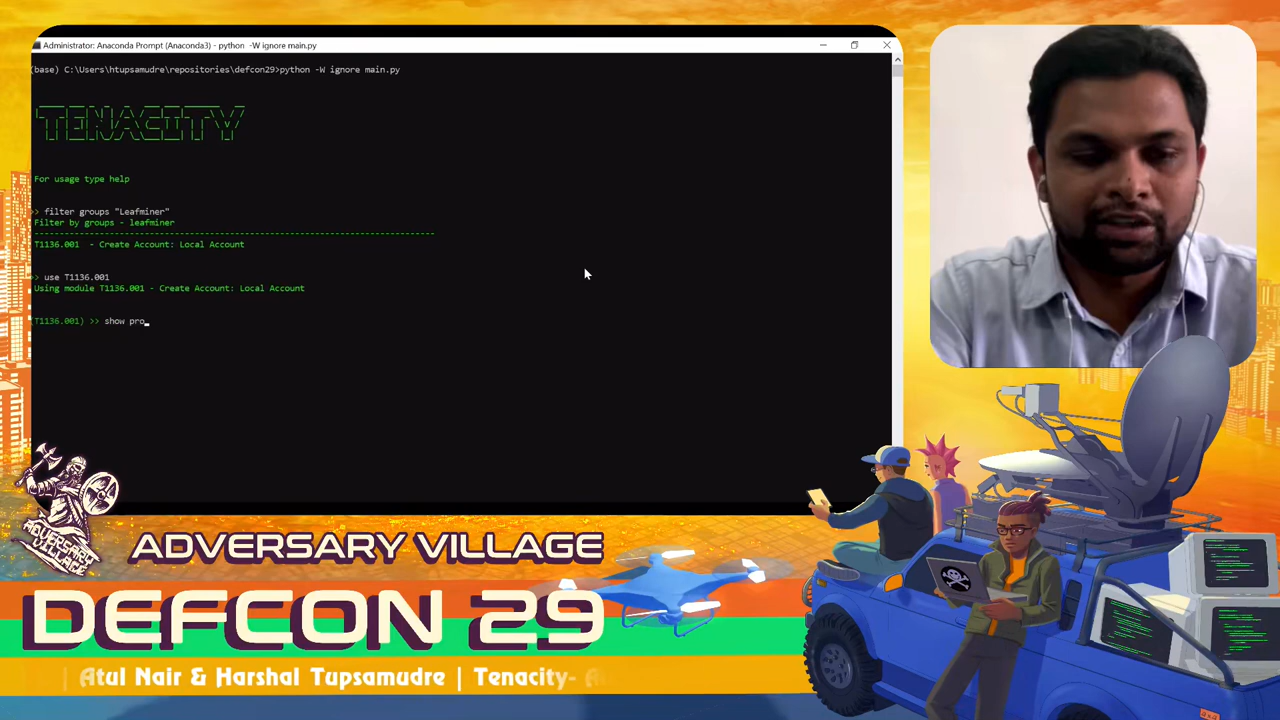 Administrator: Anaconda Prompt (Anaconda3) - python -W ignore main.py
(base) C:\Users\htupsamudre\repositories\defcon29>python -W ignore main.py
TENACITY
For usage type help
>> filter groups "Leafminer"
Filter by groups - leafminer
--------------------------------------------------------------------------------
T1136.001 - Create Account: Local Account
>> use T1136.001
Using module T1136.001 - Create Account: Local Account
(T1136.001) >> show pro_
ADVERSARY
VILLAGE
ADVERSARY VILLAGE
DEFCON 29
| Atul Nair & Harshal Tupsamudre | Tenacity-